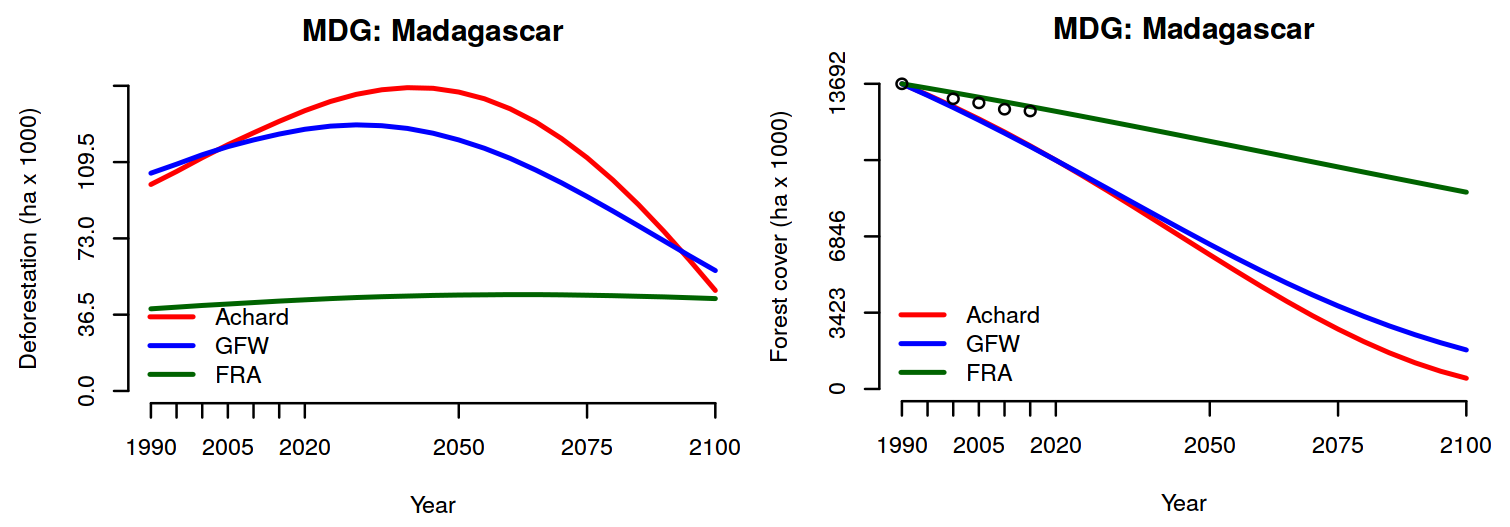 MDG: Madagascar
Deforestation (ha x 1000)
109.5
73.0
36.5
0.0
Achard
GFW
FRA
1990 2005 2020 2050 2075 2100
Year
MDG: Madagascar
Forest cover (ha x 1000)
13692
6846
3423
0
Achard
GFW
FRA
1990 2005 2020 2050 2075 2100
Year